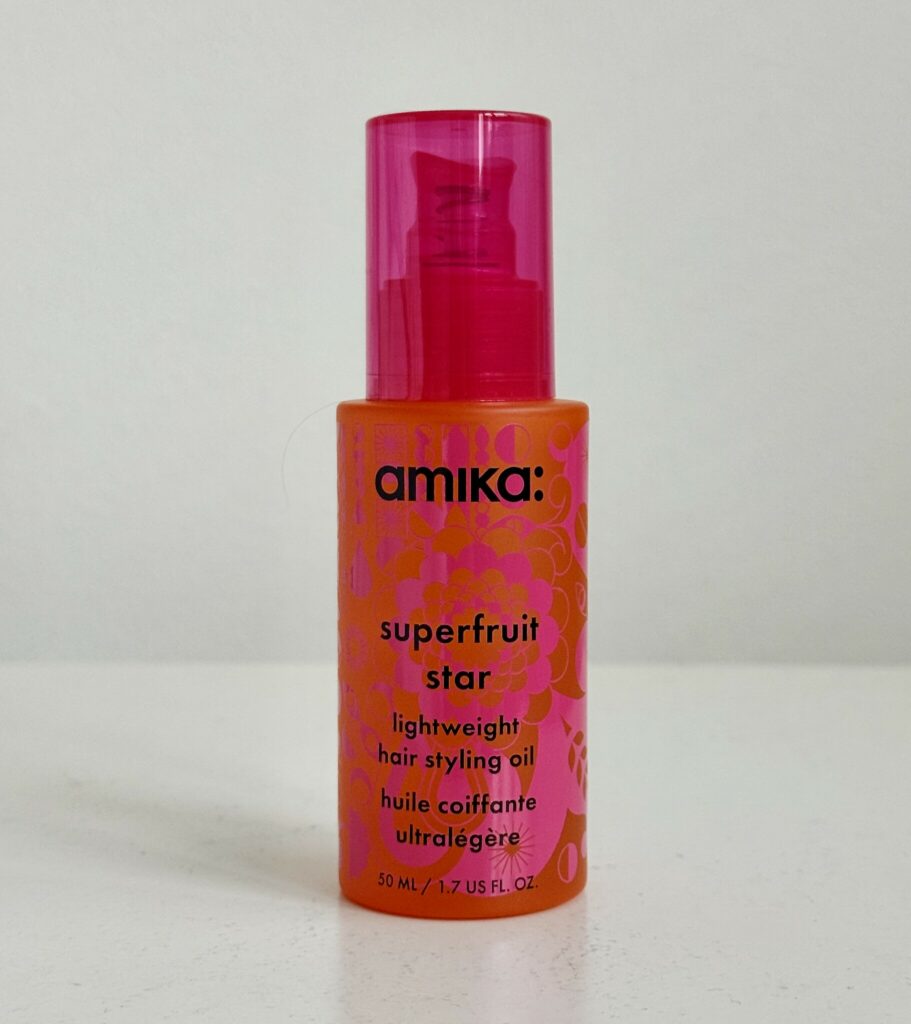 amika:
superfruit
star
lightweight
hair styling oil
huile coiffante
ultralégère
50 ML / 1.7 US FL. OZ.